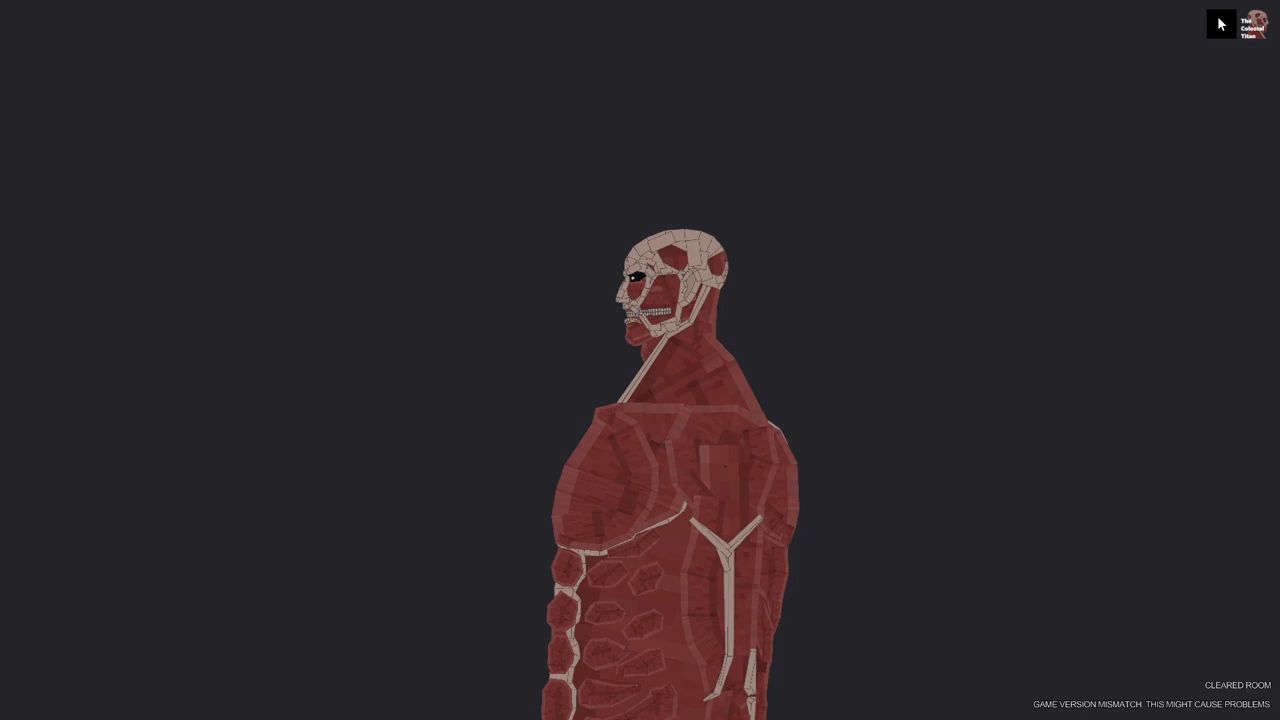 The
Colossal
Titan
CLEARED ROOM
GAME VERSION MISMATCH. THIS MIGHT CAUSE PROBLEMS